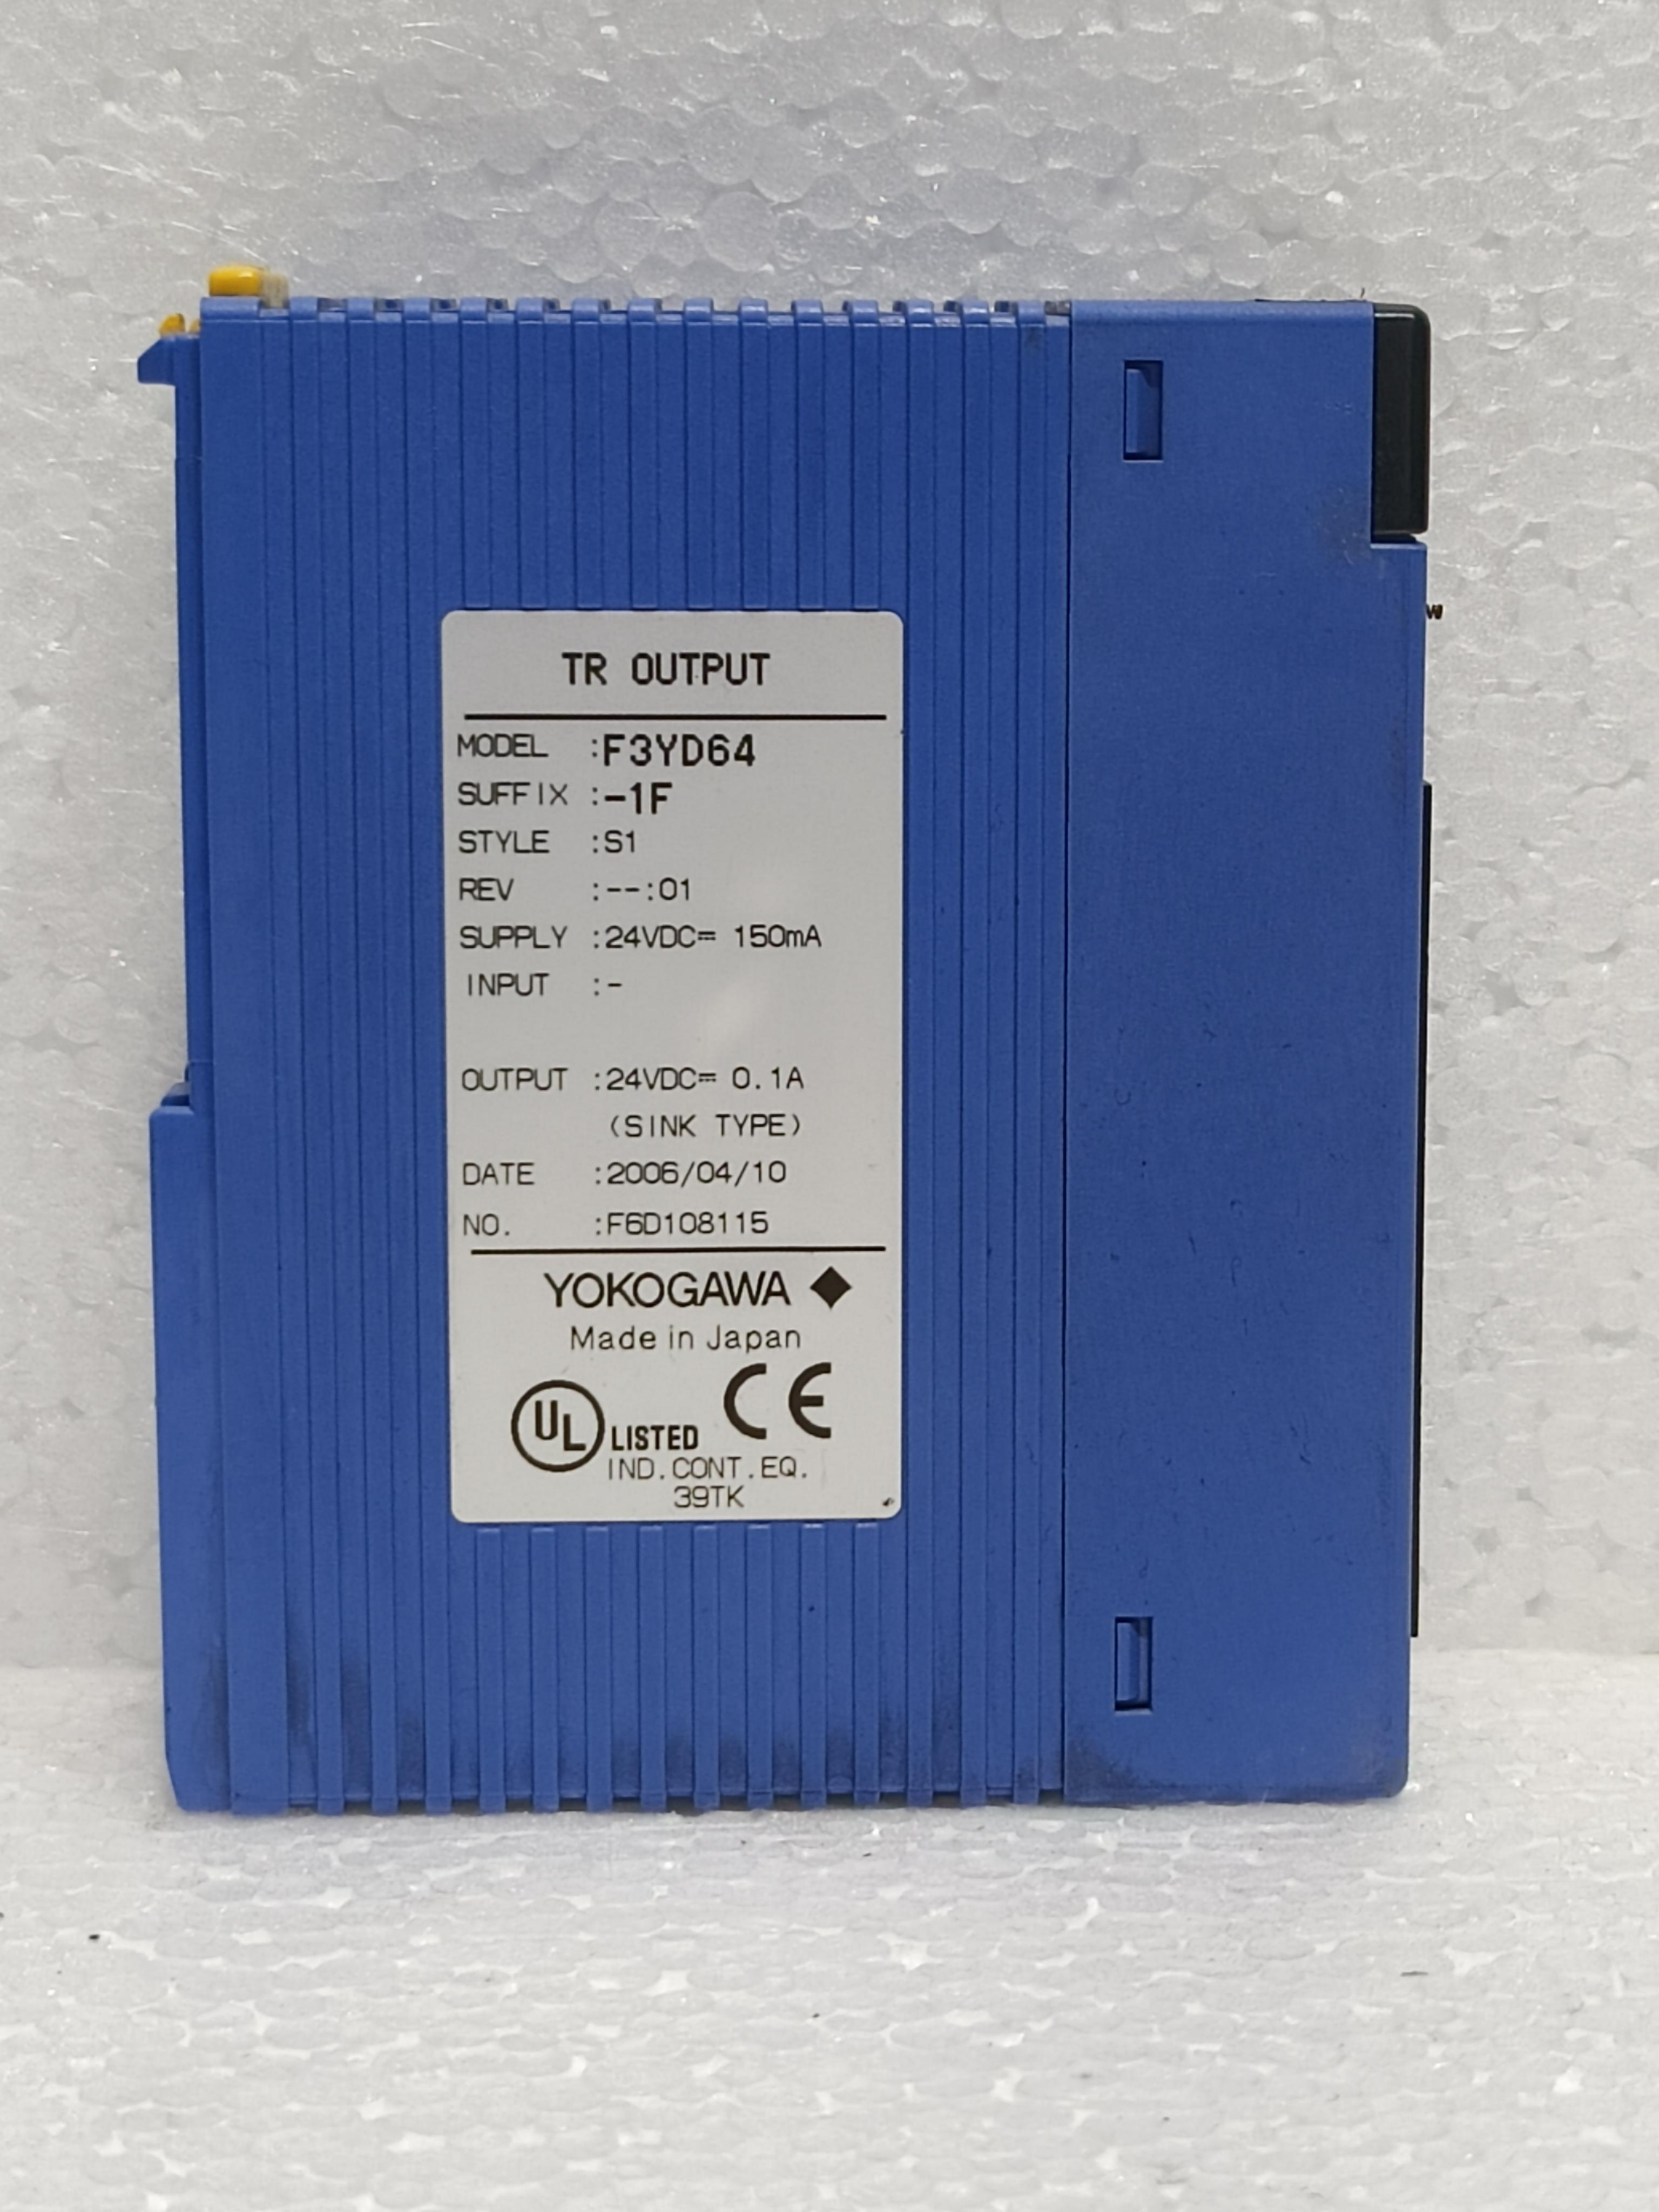 TR OUTPUT
MODEL :F3YD64
SUFFIX :-1F
STYLE :S1
REV :--:01
SUPPLY :24VDC⎓ 150mA
INPUT :-
OUTPUT :24VDC⎓ 0.1A
(SINK TYPE)
DATE :2006/04/10
NO. :F6D108115
YOKOGAWA ◆
Made in Japan
UL LISTED CE
IND.CONT.EQ.
39TK
W